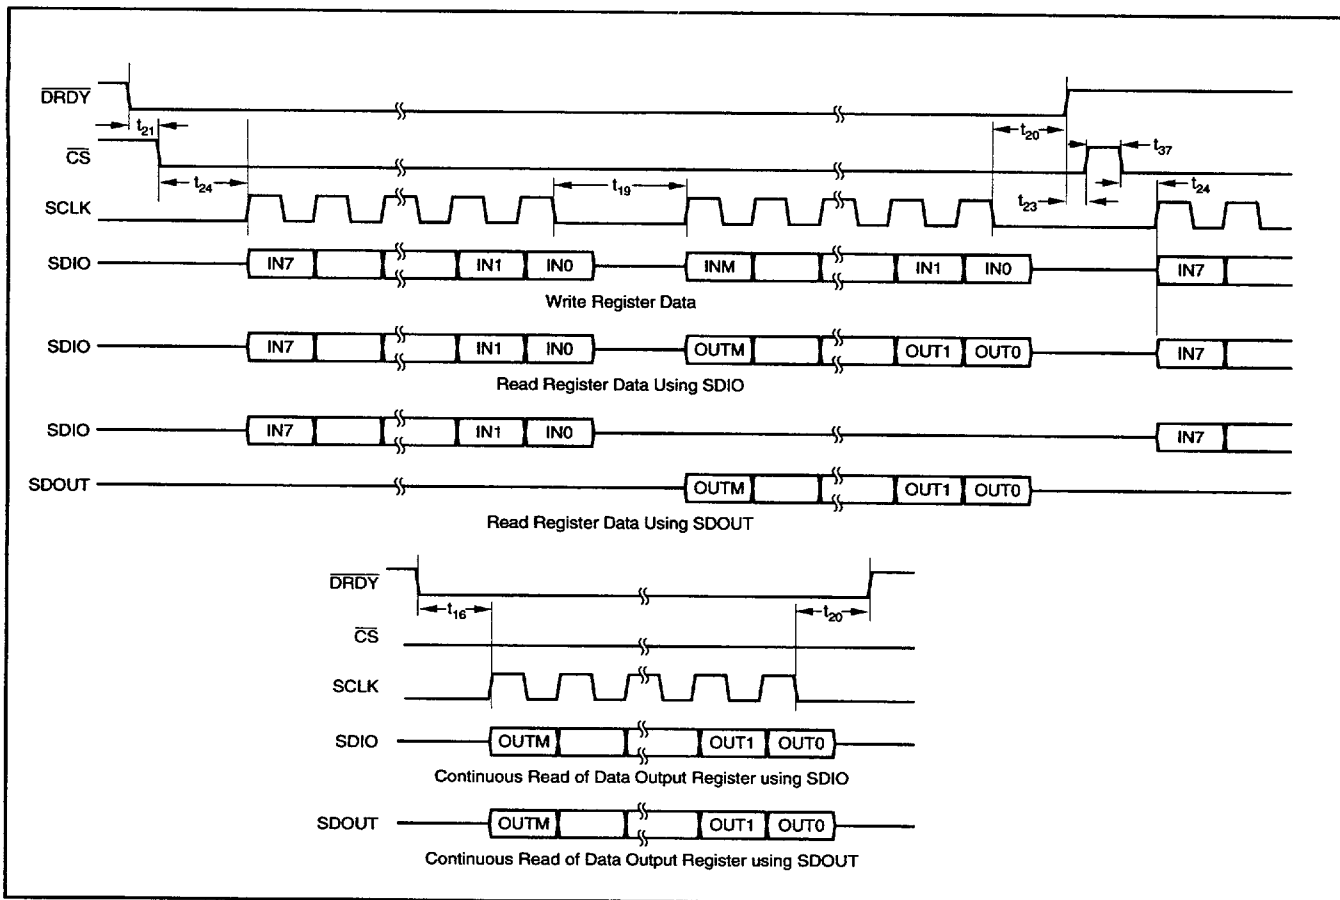 DRDY
t21
t20
CS
t37
t24
t19
t24
SCLK
t23
SDIO IN7 IN1 IN0 INM IN1 IN0 IN7
Write Register Data
SDIO IN7 IN1 IN0 OUTM OUT1 OUT0 IN7
Read Register Data Using SDIO
SDIO IN7 IN1 IN0 IN7
SDOUT OUTM OUT1 OUT0
Read Register Data Using SDOUT
DRDY
t16
t20
CS
SCLK
SDIO OUTM OUT1 OUT0
Continuous Read of Data Output Register using SDIO
SDOUT OUTM OUT1 OUT0
Continuous Read of Data Output Register using SDOUT